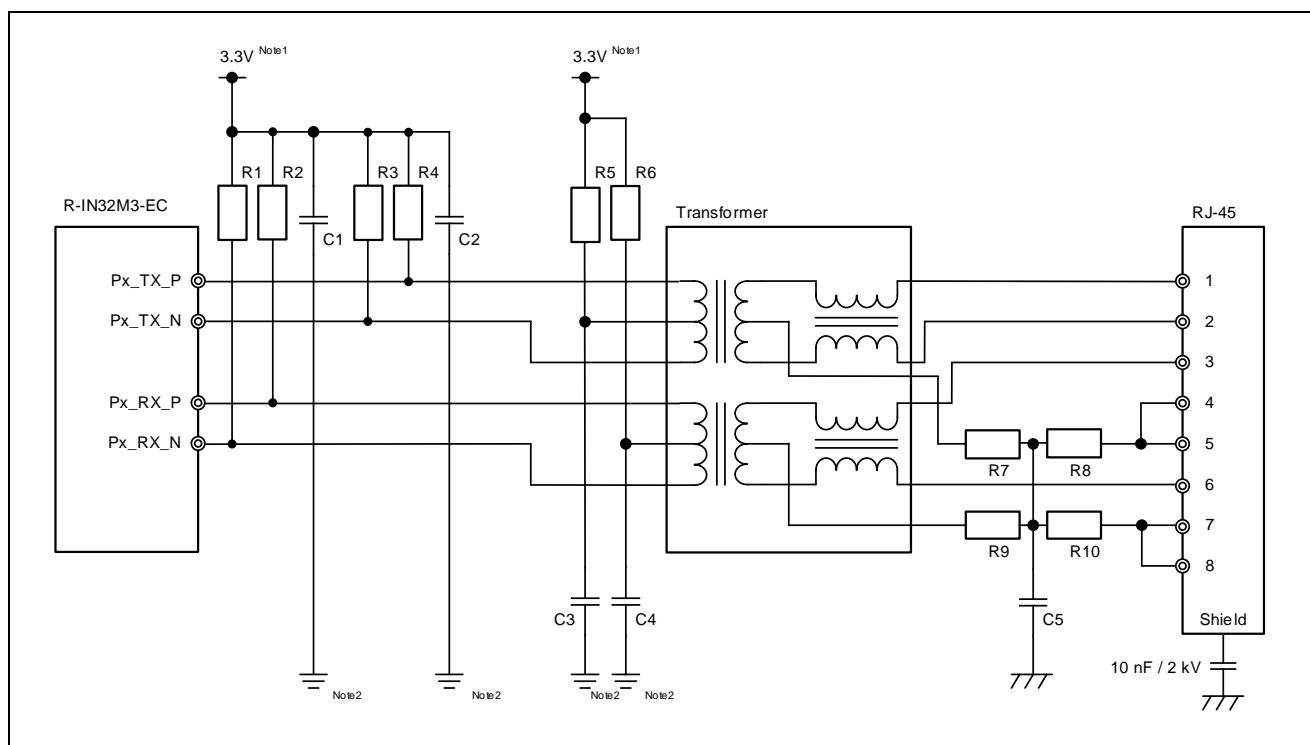 3.3V Note1
3.3V Note1
R1
R2
R3
R4
R5
R6
R-IN32M3-EC
Transformer
RJ-45
C1
C2
Px_TX_P
1
Px_TX_N
2
3
Px_RX_P
4
Px_RX_N
5
R7
R8
6
7
R9
R10
8
C3
C4
C5
Shield
10 nF / 2 kV
Note2
Note2
Note2
Note2